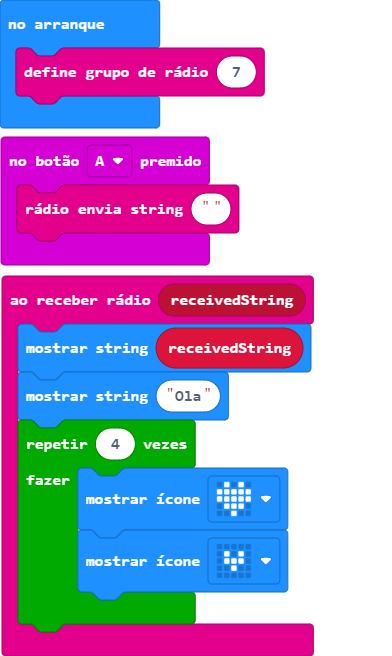 no arranque
define grupo de rádio 7
no botão A premido
rádio envia string " "
ao receber rádio receivedString
mostrar string receivedString
mostrar string "Ola"
repetir 4 vezes
fazer
mostrar ícone
mostrar ícone